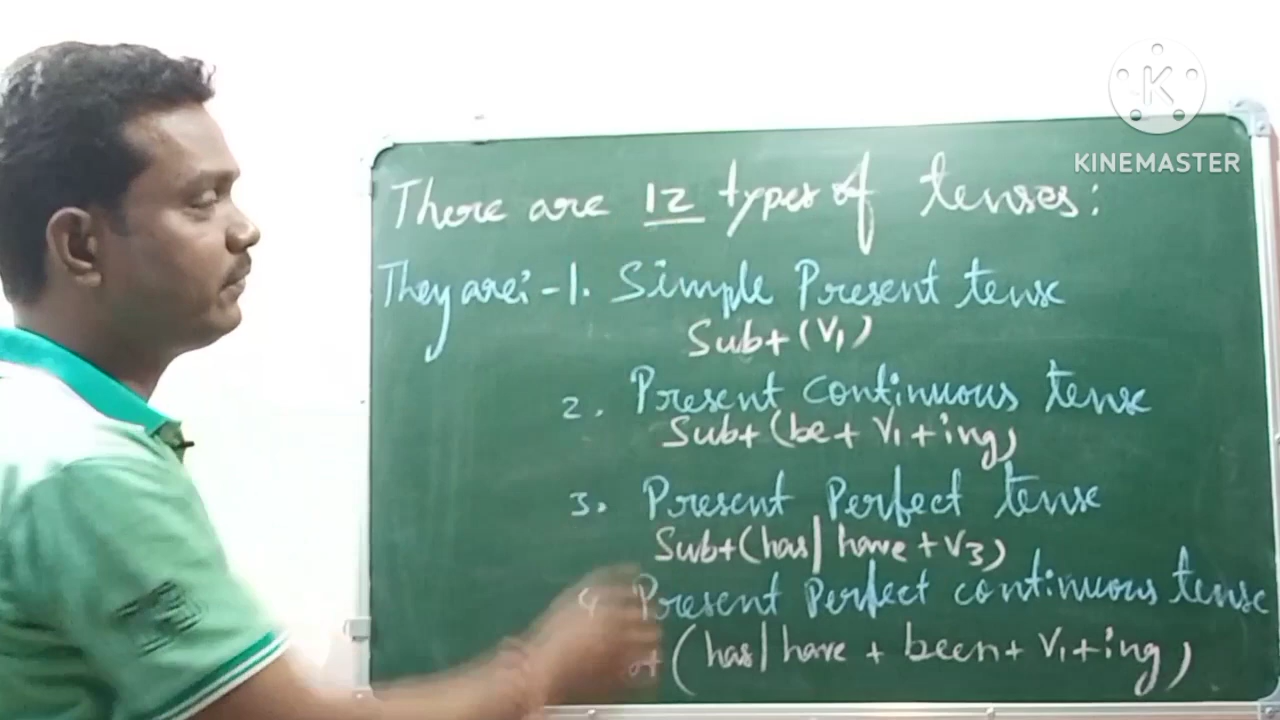 KINEMASTER
There are 12 types of tenses:
They are:- 1. Simple Present tense
Sub+(V1)
2. Present continuous tense
Sub+(be+V1+ing)
3. Present Perfect tense
Sub+(has/have+V3)
4 Present Perfect continuous tense
+(has/have+been+V1+ing)